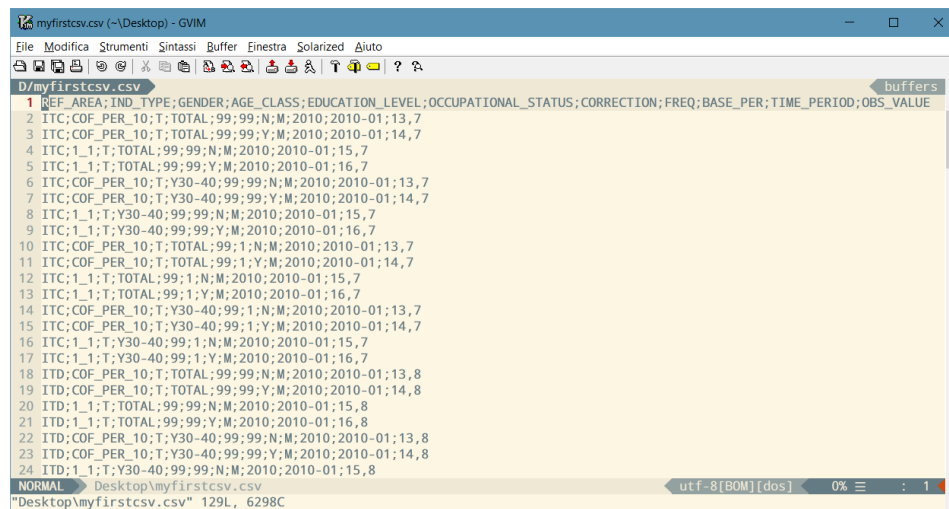 myfirstcsv.csv (~\Desktop) - GVIM
File Modifica Strumenti Sintassi Buffer Finestra Solarized Aiuto
D/myfirstcsv.csv buffers
1 REF_AREA;IND_TYPE;GENDER;AGE_CLASS;EDUCATION_LEVEL;OCCUPATIONAL_STATUS;CORRECTION;FREQ;BASE_PER;TIME_PERIOD;OBS_VALUE
2 ITC;COF_PER_10;T;TOTAL;99;99;N;M;2010;2010-01;13,7
3 ITC;COF_PER_10;T;TOTAL;99;99;Y;M;2010;2010-01;14,7
4 ITC;1_1;T;TOTAL;99;99;N;M;2010;2010-01;15,7
5 ITC;1_1;T;TOTAL;99;99;Y;M;2010;2010-01;16,7
6 ITC;COF_PER_10;T;Y30-40;99;99;N;M;2010;2010-01;13,7
7 ITC;COF_PER_10;T;Y30-40;99;99;Y;M;2010;2010-01;14,7
8 ITC;1_1;T;Y30-40;99;99;N;M;2010;2010-01;15,7
9 ITC;1_1;T;Y30-40;99;99;Y;M;2010;2010-01;16,7
10 ITC;COF_PER_10;T;TOTAL;99;1;N;M;2010;2010-01;13,7
11 ITC;COF_PER_10;T;TOTAL;99;1;Y;M;2010;2010-01;14,7
12 ITC;1_1;T;TOTAL;99;1;N;M;2010;2010-01;15,7
13 ITC;1_1;T;TOTAL;99;1;Y;M;2010;2010-01;16,7
14 ITC;COF_PER_10;T;Y30-40;99;1;N;M;2010;2010-01;13,7
15 ITC;COF_PER_10;T;Y30-40;99;1;Y;M;2010;2010-01;14,7
16 ITC;1_1;T;Y30-40;99;1;N;M;2010;2010-01;15,7
17 ITC;1_1;T;Y30-40;99;1;Y;M;2010;2010-01;16,7
18 ITD;COF_PER_10;T;TOTAL;99;99;N;M;2010;2010-01;13,8
19 ITD;COF_PER_10;T;TOTAL;99;99;Y;M;2010;2010-01;14,8
20 ITD;1_1;T;TOTAL;99;99;N;M;2010;2010-01;15,8
21 ITD;1_1;T;TOTAL;99;99;Y;M;2010;2010-01;16,8
22 ITD;COF_PER_10;T;Y30-40;99;99;N;M;2010;2010-01;13,8
23 ITD;COF_PER_10;T;Y30-40;99;99;Y;M;2010;2010-01;14,8
24 ITD;1_1;T;Y30-40;99;99;N;M;2010;2010-01;15,8
NORMAL Desktop\myfirstcsv.csv utf-8[BOM][dos] 0% ☰ : 1
"Desktop\myfirstcsv.csv" 129L, 6298C